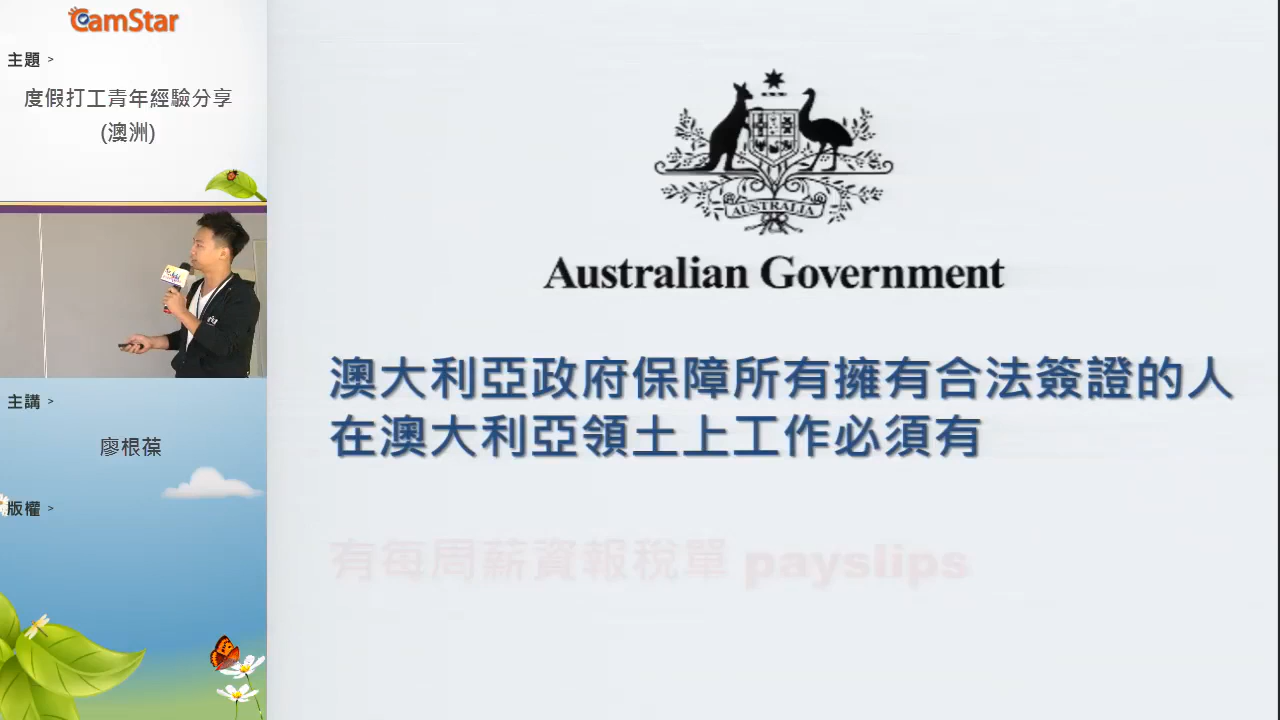 CamStar
主題 >
度假打工青年經驗分享
(澳洲)
主講 >
廖根葆
版權 >
AUSTRALIA
Australian Government
澳大利亞政府保障所有擁有合法簽證的人
在澳大利亞領土上工作必須有
有每周薪資報稅單 payslips